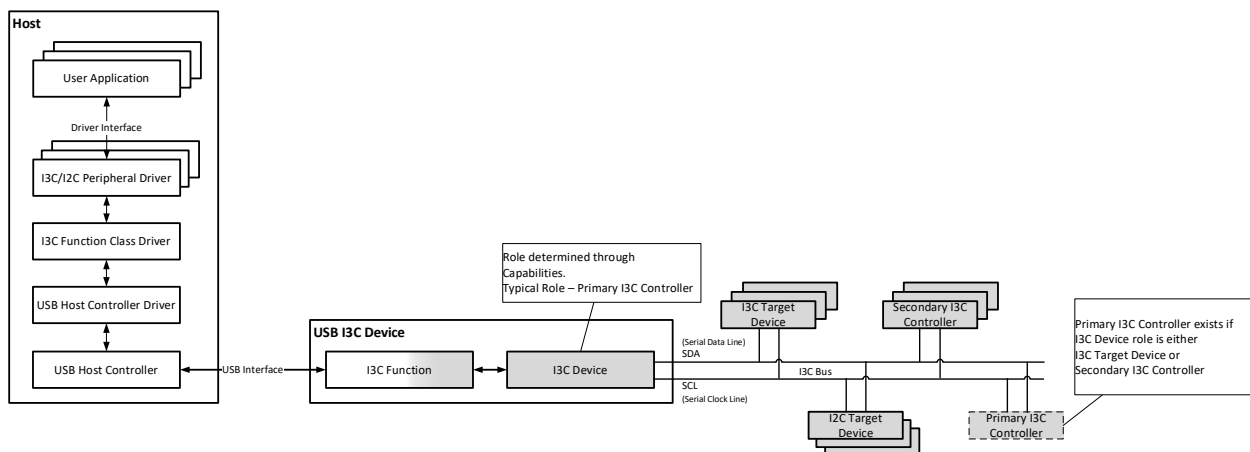 Host
User Application
Driver Interface
I3C/I2C Peripheral Driver
I3C Function Class Driver
USB Host Controller Driver
USB Host Controller
USB Interface
USB I3C Device
I3C Function
I3C Device
Role determined through
Capabilities.
Typical Role – Primary I3C Controller
(Serial Data Line)
SDA
I3C Bus
SCL
(Serial Clock Line)
I3C Target
Device
Secondary I3C
Controller
I2C Target
Device
Primary I3C
Controller
Primary I3C Controller exists if
I3C Device role is either
I3C Target Device or
Secondary I3C Controller